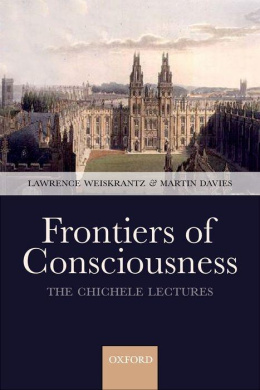 LAWRENCE WEISKRANTZ & MARTIN DAVIES
Frontiers of
Consciousness
THE CHICHELE LECTURES
OXFORD